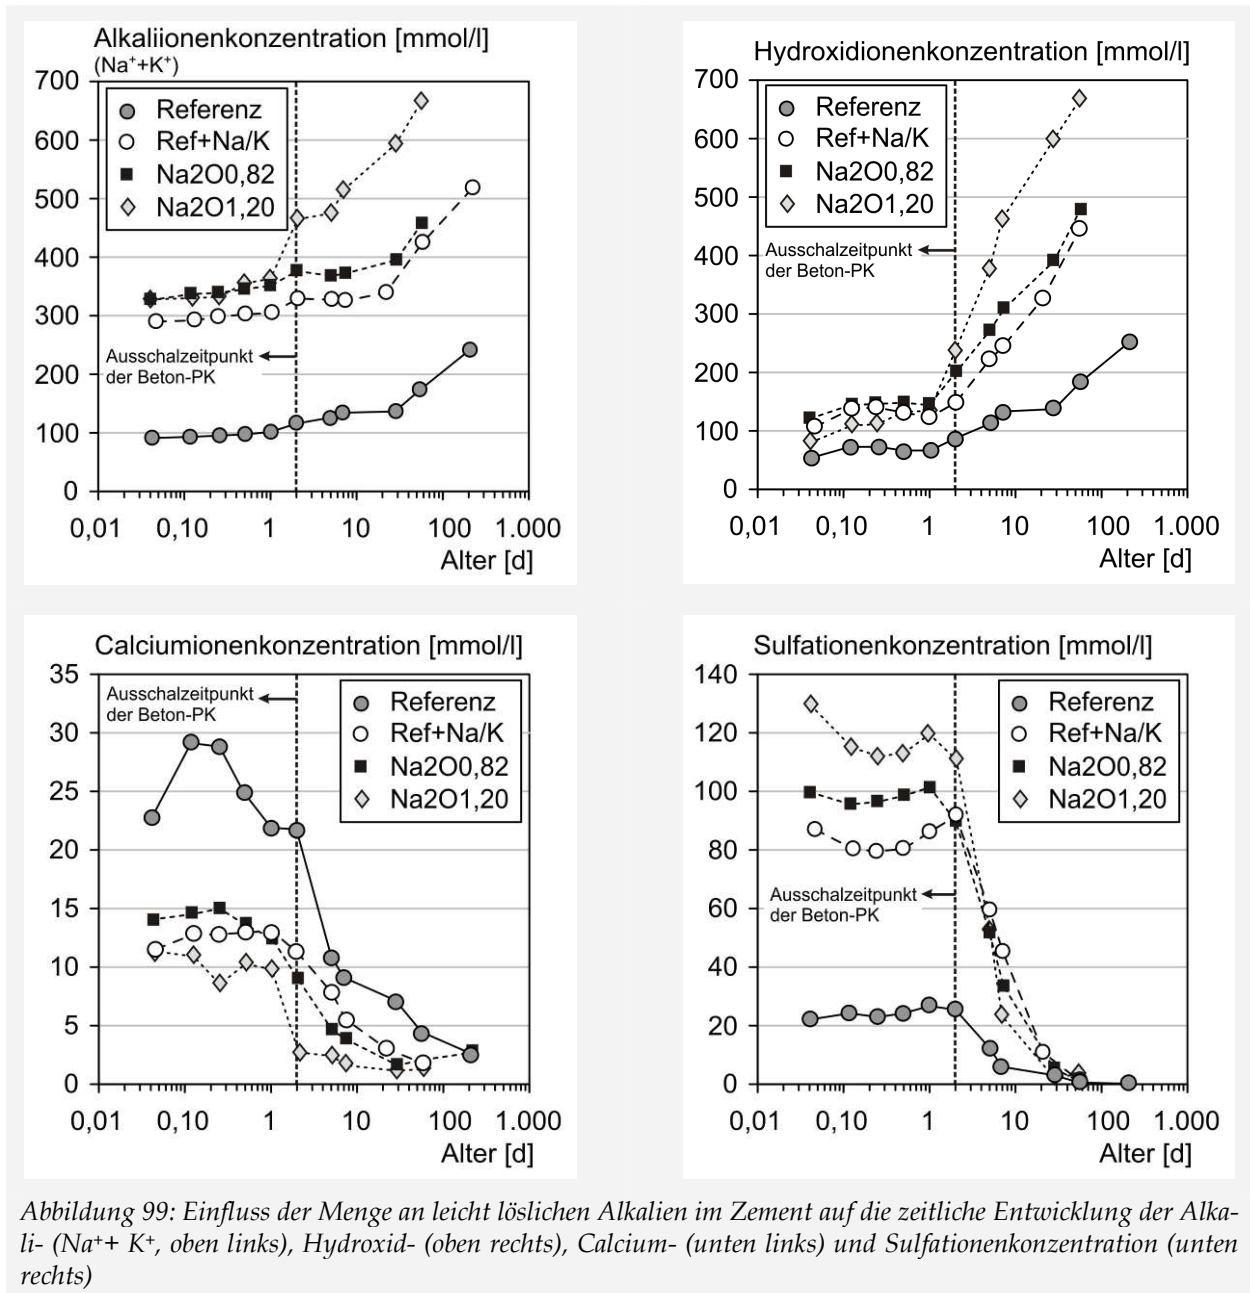 Alkaliionenkonzentration [mmol/l]
(Na⁺+K⁺)
700
600
500
400
300
200
100
0
Referenz
Ref+Na/K
Na2O0,82
Na2O1,20
Ausschalzeitpunkt
der Beton-PK
0,01 0,10 1 10 100 1.000
Alter [d]
Hydroxidionenkonzentration [mmol/l]
700
600
500
400
300
200
100
0
Referenz
Ref+Na/K
Na2O0,82
Na2O1,20
Ausschalzeitpunkt
der Beton-PK
0,01 0,10 1 10 100 1.000
Alter [d]
Calciumionenkonzentration [mmol/l]
35
30
25
20
15
10
5
0
Ausschalzeitpunkt
der Beton-PK
Referenz
Ref+Na/K
Na2O0,82
Na2O1,20
0,01 0,10 1 10 100 1.000
Alter [d]
Sulfationenkonzentration [mmol/l]
140
120
100
80
60
40
20
0
Referenz
Ref+Na/K
Na2O0,82
Na2O1,20
Ausschalzeitpunkt
der Beton-PK
0,01 0,10 1 10 100 1.000
Alter [d]
Abbildung 99: Einfluss der Menge an leicht löslichen Alkalien im Zement auf die zeitliche Entwicklung der Alka-
li- (Na⁺+ K⁺, oben links), Hydroxid- (oben rechts), Calcium- (unten links) und Sulfationenkonzentration (unten
rechts)